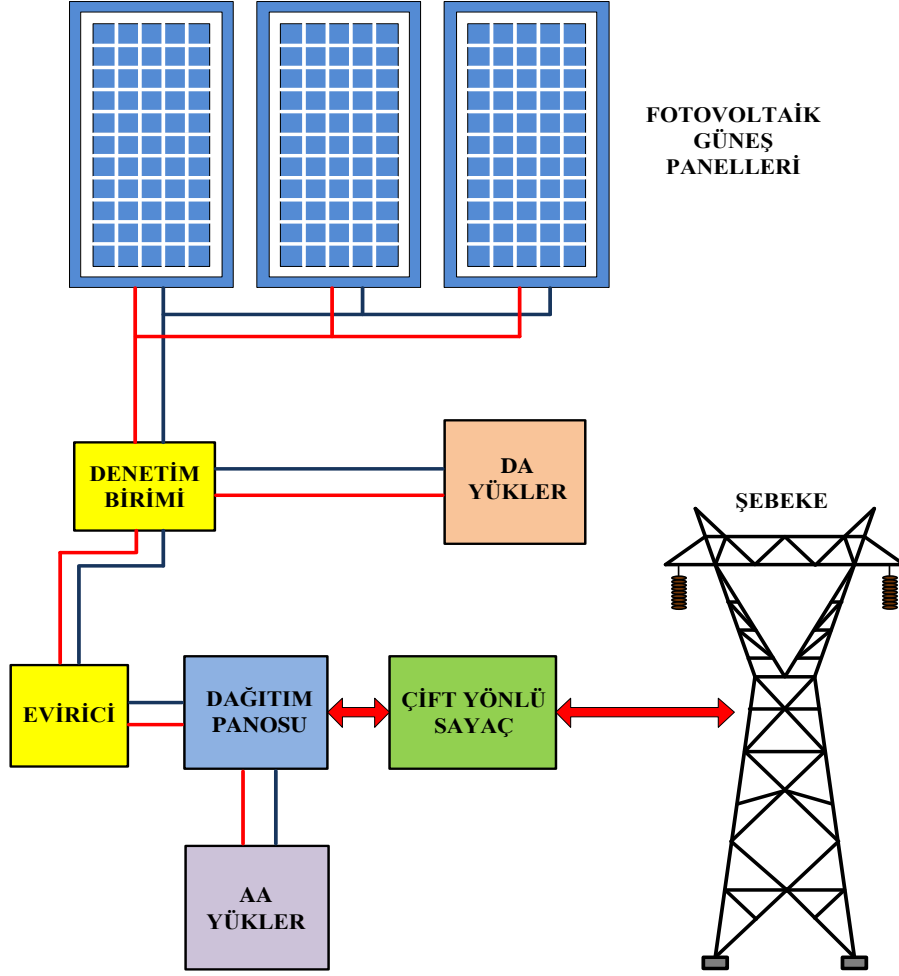 FOTOVOLTAİK
GÜNEŞ
PANELLERİ
DENETİM
BİRİMİ
DA
YÜKLER
ŞEBEKE
EVİRİCİ
DAĞITIM
PANOSU
ÇİFT YÖNLÜ
SAYAÇ
AA
YÜKLER